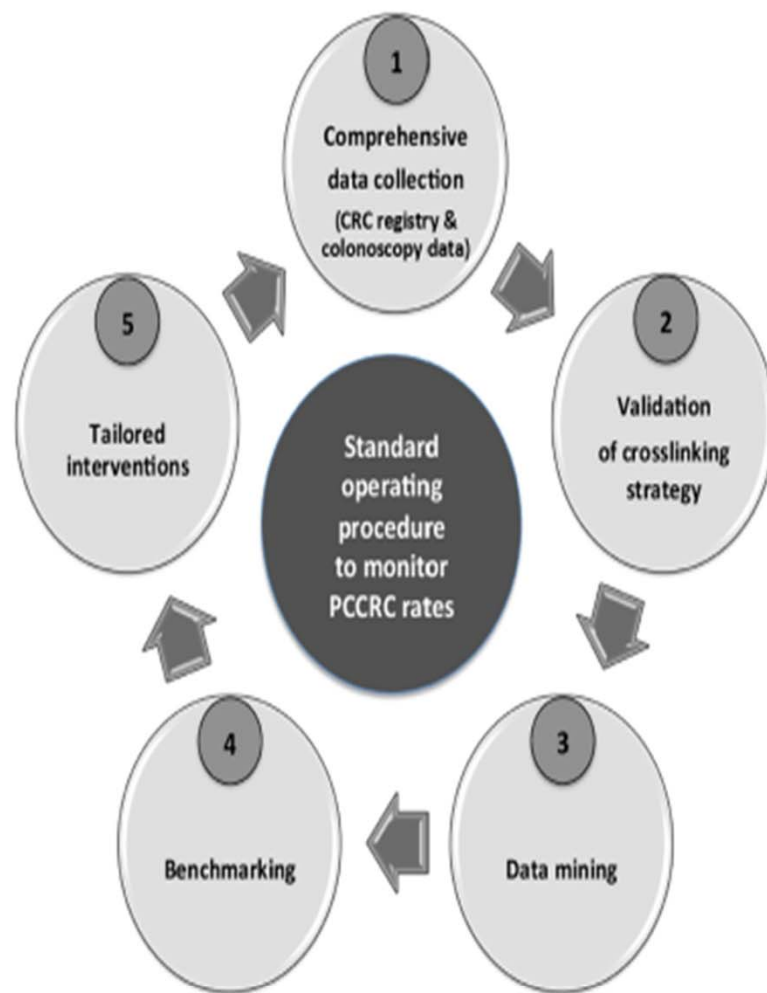 1
Comprehensive
data collection
(CRC registry &
colonoscopy data)
2
Validation
of crosslinking
strategy
3
Data mining
4
Benchmarking
5
Tailored
interventions
Standard
operating
procedure
to monitor
PCCRC rates